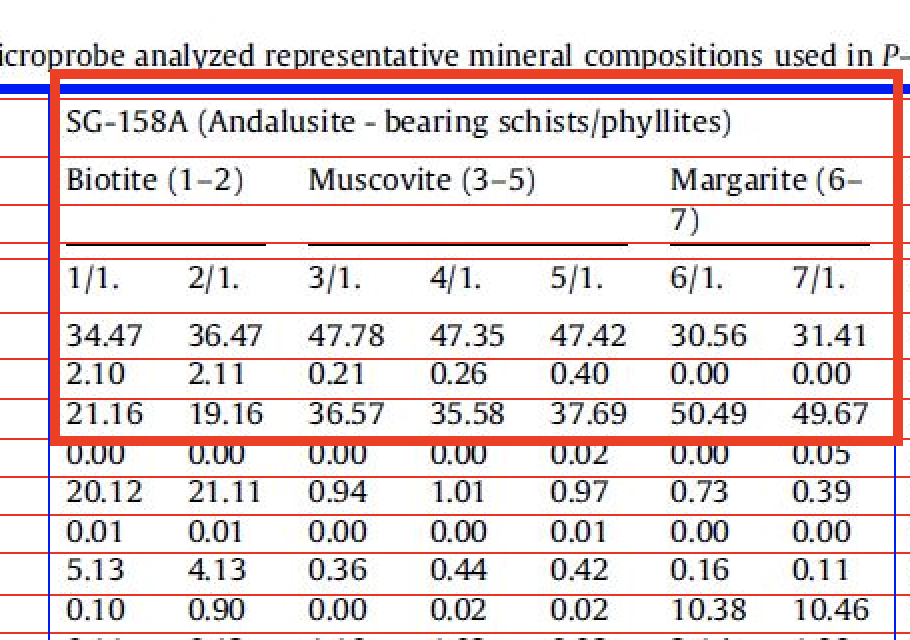 icroprobe analyzed representative mineral compositions used in P–
SG-158A (Andalusite - bearing schists/phyllites)
Biotite (1–2) Muscovite (3–5) Margarite (6–
7)
1/1. 2/1. 3/1. 4/1. 5/1. 6/1. 7/1.
34.47 36.47 47.78 47.35 47.42 30.56 31.41
2.10 2.11 0.21 0.26 0.40 0.00 0.00
21.16 19.16 36.57 35.58 37.69 50.49 49.67
0.00 0.00 0.00 0.00 0.02 0.00 0.05
20.12 21.11 0.94 1.01 0.97 0.73 0.39
0.01 0.01 0.00 0.00 0.01 0.00 0.00
5.13 4.13 0.36 0.44 0.42 0.16 0.11
0.10 0.90 0.00 0.02 0.02 10.38 10.46